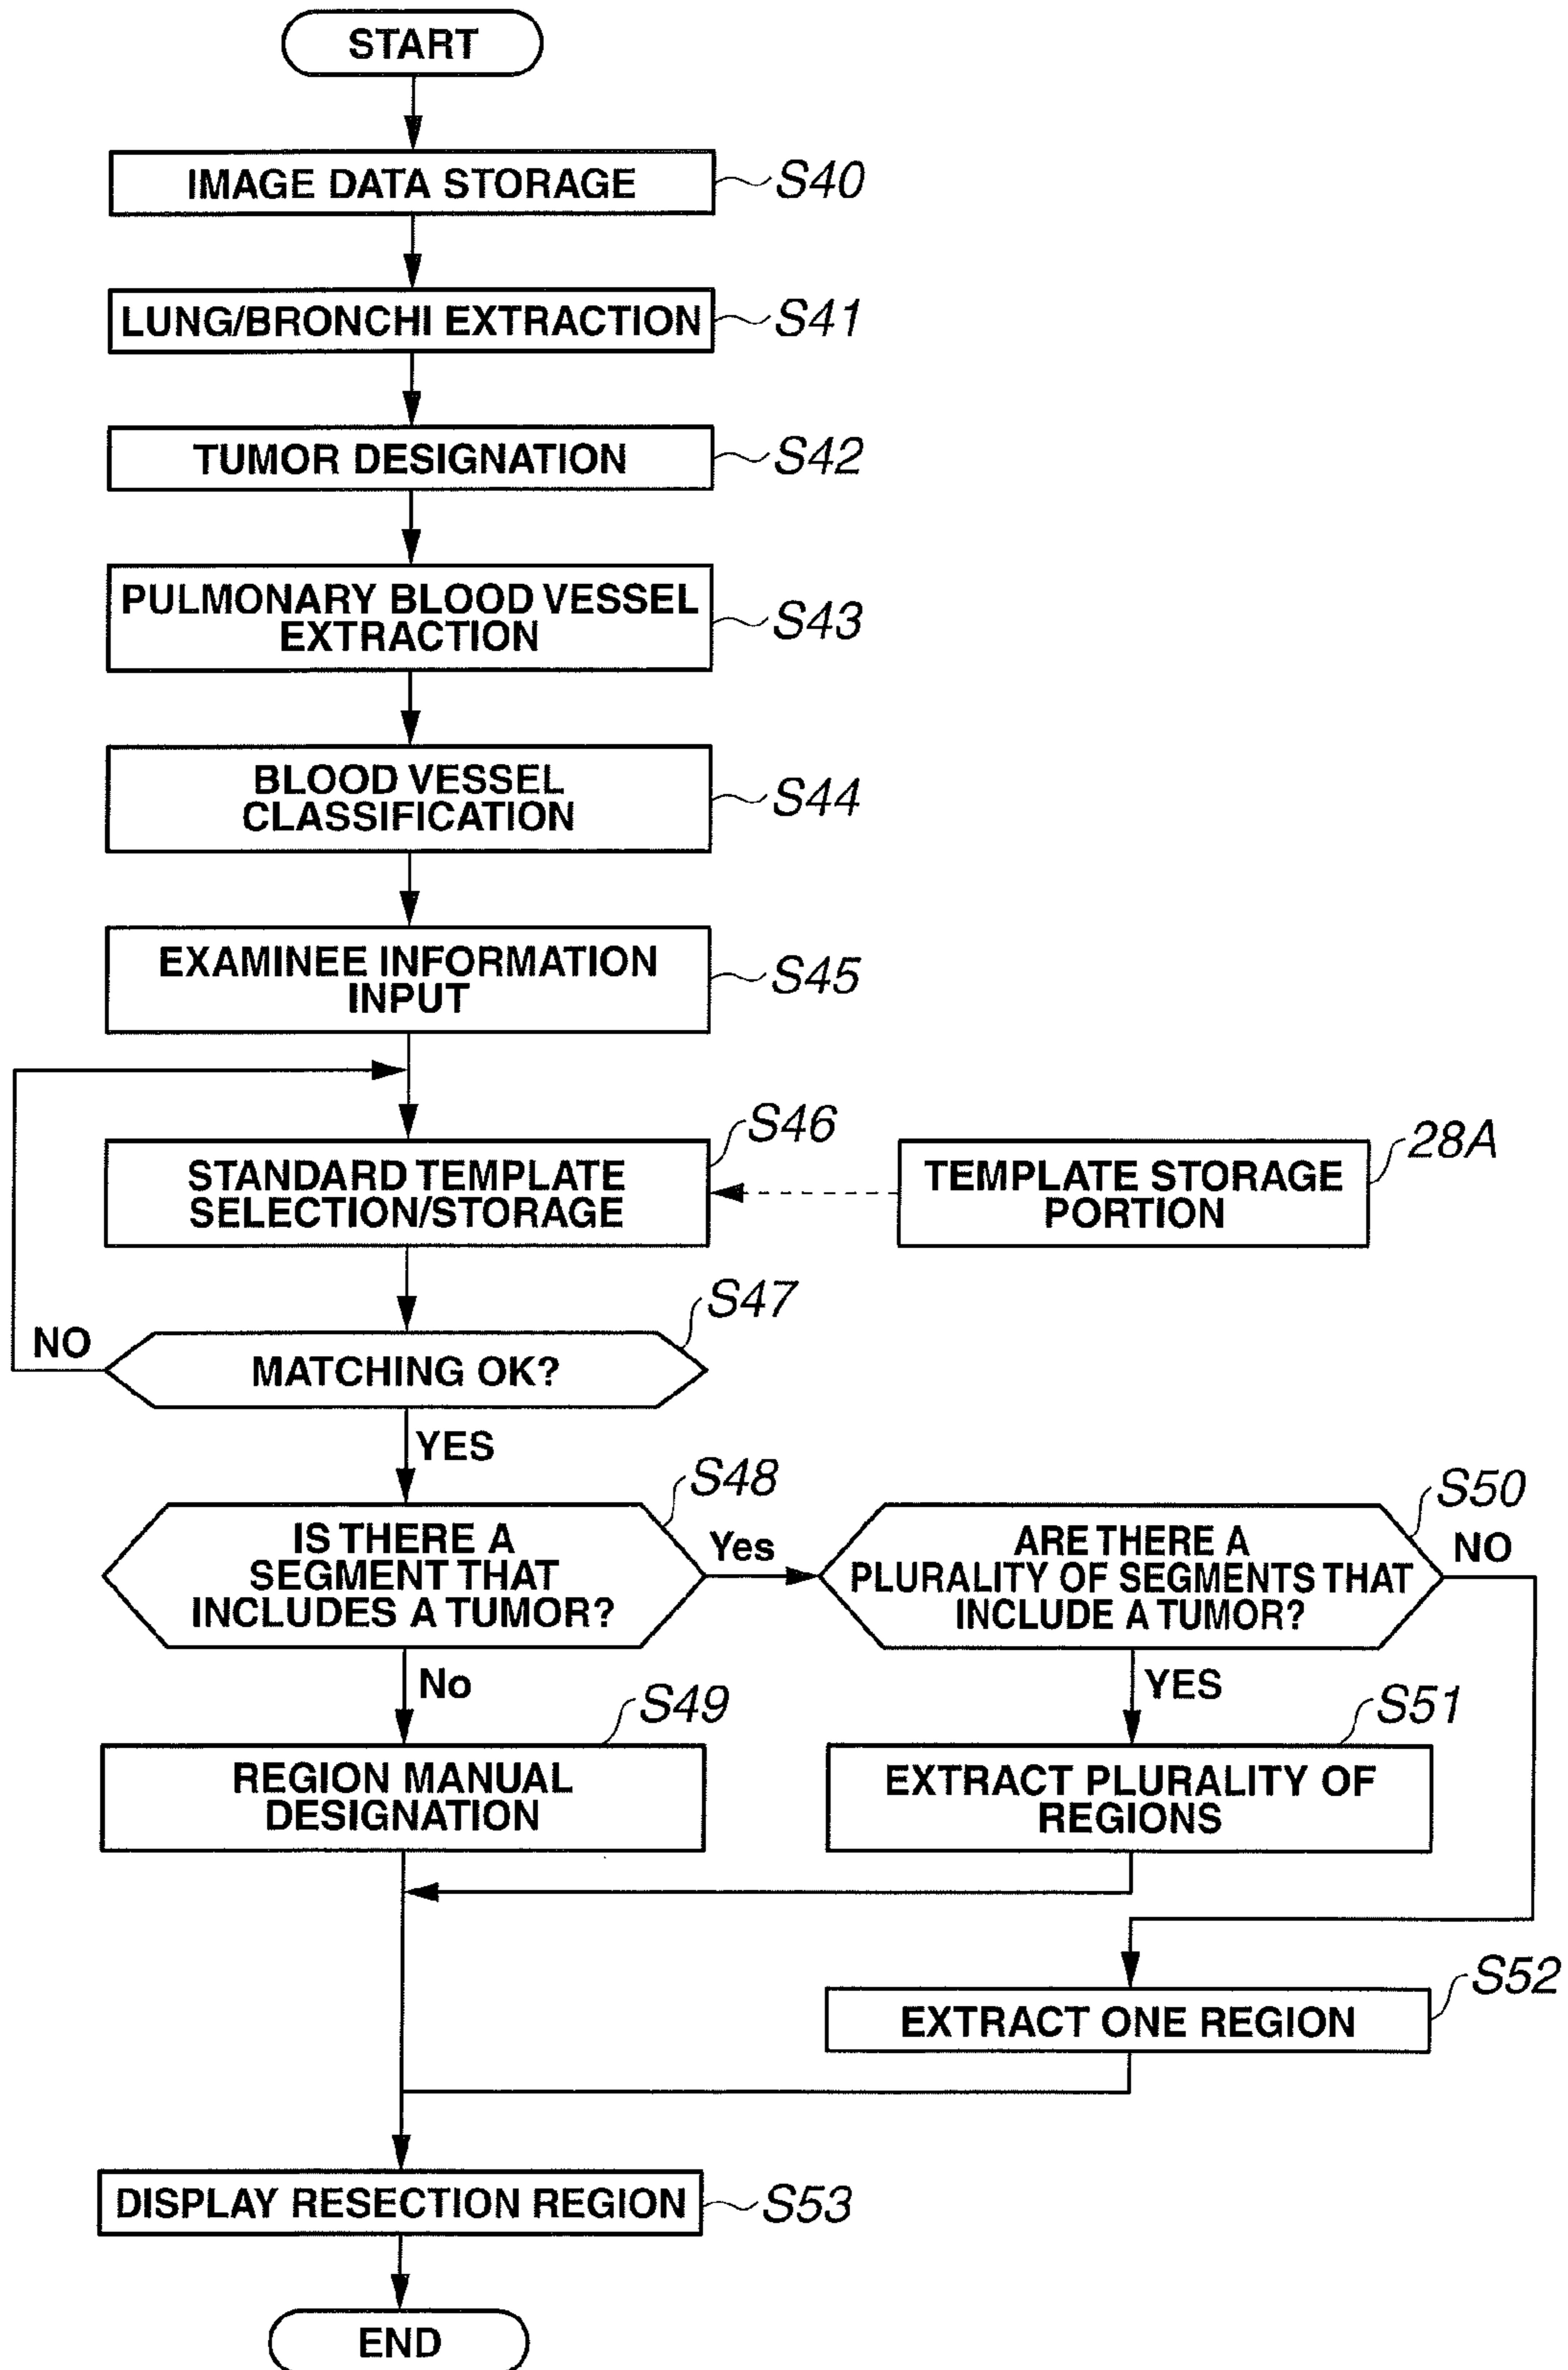 START
IMAGE DATA STORAGE
S40
LUNG/BRONCHI EXTRACTION
S41
TUMOR DESIGNATION
S42
PULMONARY BLOOD VESSEL
EXTRACTION
S43
BLOOD VESSEL
CLASSIFICATION
S44
EXAMINEE INFORMATION
INPUT
S45
S46
STANDARD TEMPLATE
SELECTION/STORAGE
28A
TEMPLATE STORAGE
PORTION
S47
NO
MATCHING OK?
YES
S48
IS THERE A
SEGMENT THAT
INCLUDES A TUMOR?
Yes
S50
ARE THERE A
PLURALITY OF SEGMENTS THAT
INCLUDE A TUMOR?
NO
No
YES
S49
REGION MANUAL
DESIGNATION
S51
EXTRACT PLURALITY OF
REGIONS
S52
EXTRACT ONE REGION
DISPLAY RESECTION REGION
S53
END